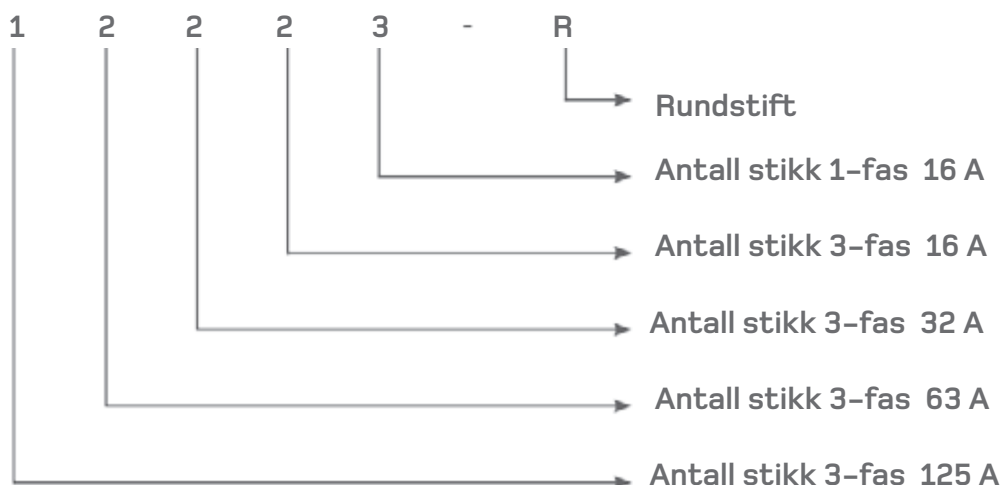 1 2 2 2 3 - R
Rundstift
Antall stikk 1-fas 16 A
Antall stikk 3-fas 16 A
Antall stikk 3-fas 32 A
Antall stikk 3-fas 63 A
Antall stikk 3-fas 125 A